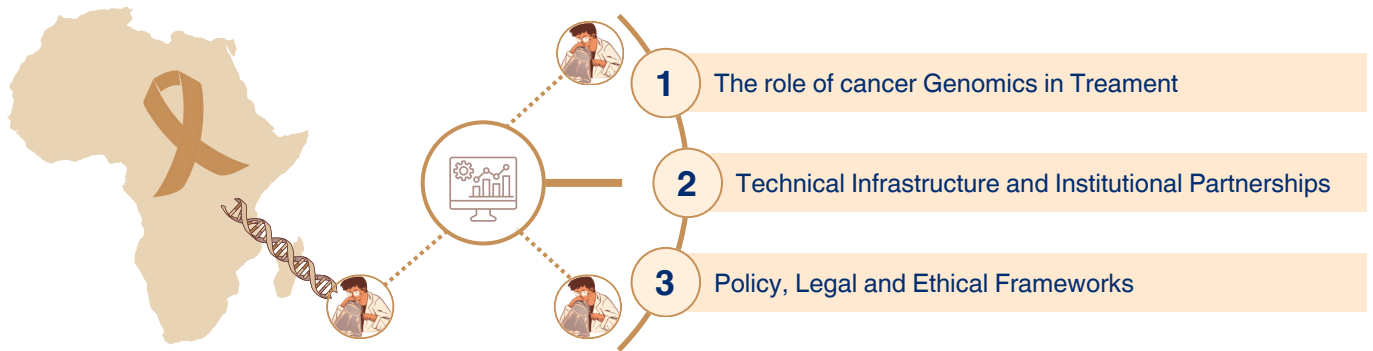 1 The role of cancer Genomics in Treament
2 Technical Infrastructure and Institutional Partnerships
3 Policy, Legal and Ethical Frameworks